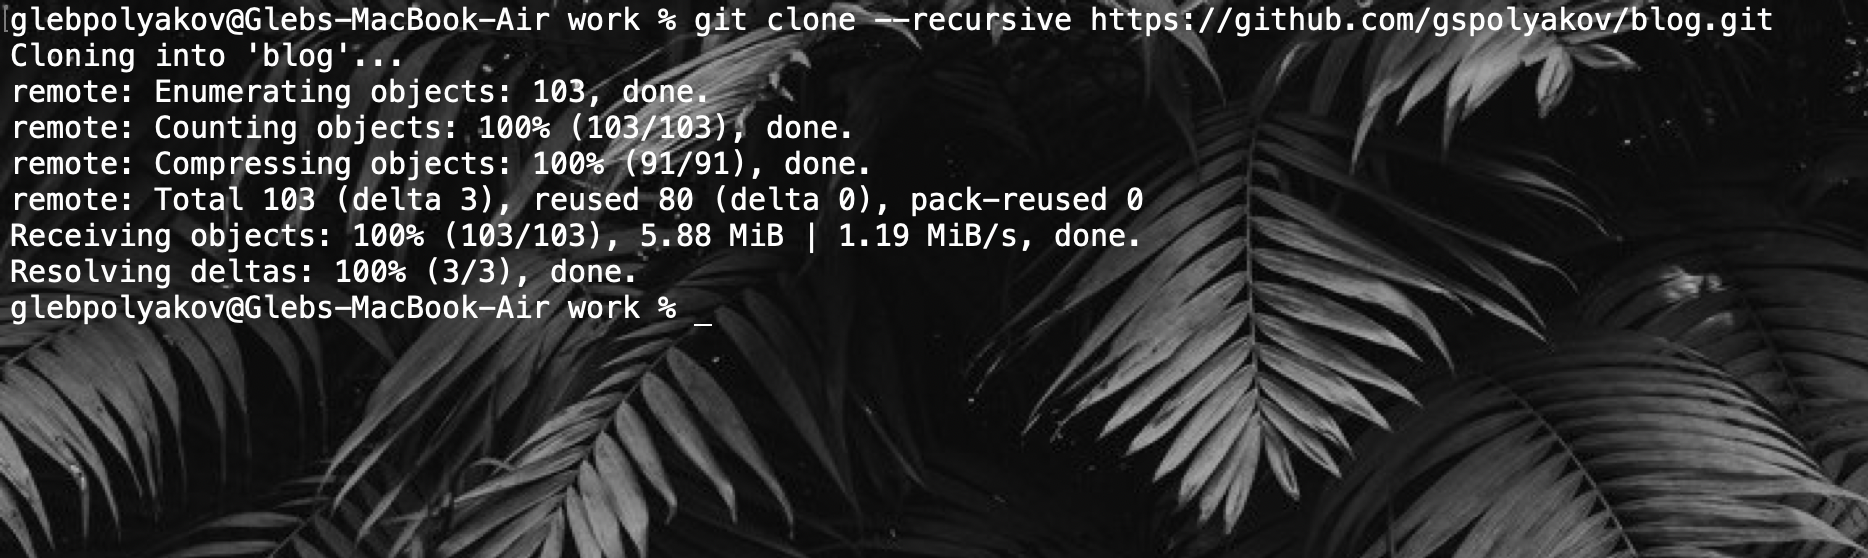 glebpolyakov@Glebs-MacBook-Air work % git clone --recursive https://github.com/gspolyakov/blog.git
Cloning into 'blog'...
remote: Enumerating objects: 103, done.
remote: Counting objects: 100% (103/103), done.
remote: Compressing objects: 100% (91/91), done.
remote: Total 103 (delta 3), reused 80 (delta 0), pack-reused 0
Receiving objects: 100% (103/103), 5.88 MiB | 1.19 MiB/s, done.
Resolving deltas: 100% (3/3), done.
glebpolyakov@Glebs-MacBook-Air work % _